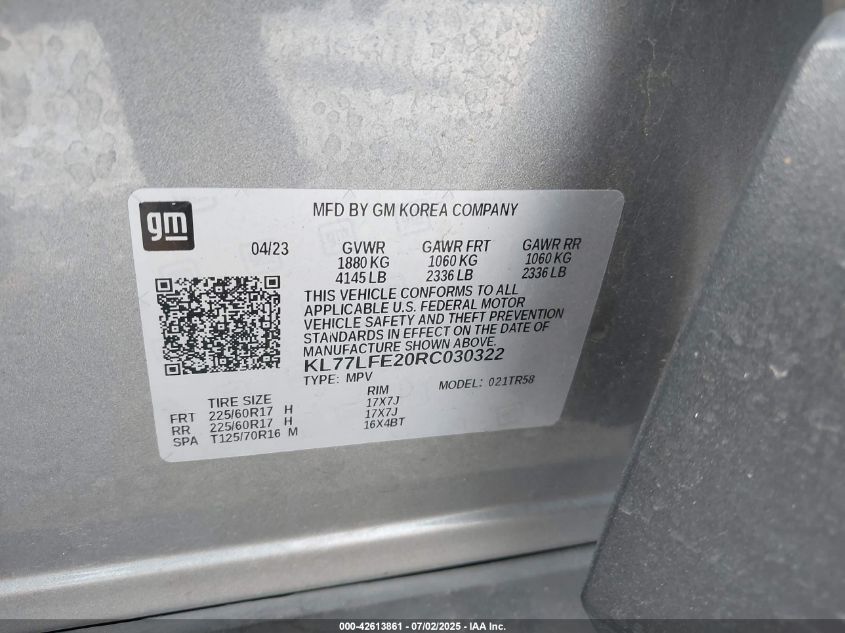 gm
MFD BY GM KOREA COMPANY
04/23 GVWR GAWR FRT GAWR RR
1880 KG 1060 KG 1060 KG
4145 LB 2336 LB 2336 LB
THIS VEHICLE CONFORMS TO ALL
APPLICABLE U.S. FEDERAL MOTOR
VEHICLE SAFETY AND THEFT PREVENTION
STANDARDS IN EFFECT ON THE DATE OF
MANUFACTURE SHOWN ABOVE.
KL77LFE20RC030322
TYPE: MPV MODEL: 021TR58
TIRE SIZE RIM
FRT 225/60R17 H 17X7J
RR 225/60R17 H 17X7J
SPA T125/70R16 M 16X4BT
000-42613861 - 07/02/2025 - IAA Inc.